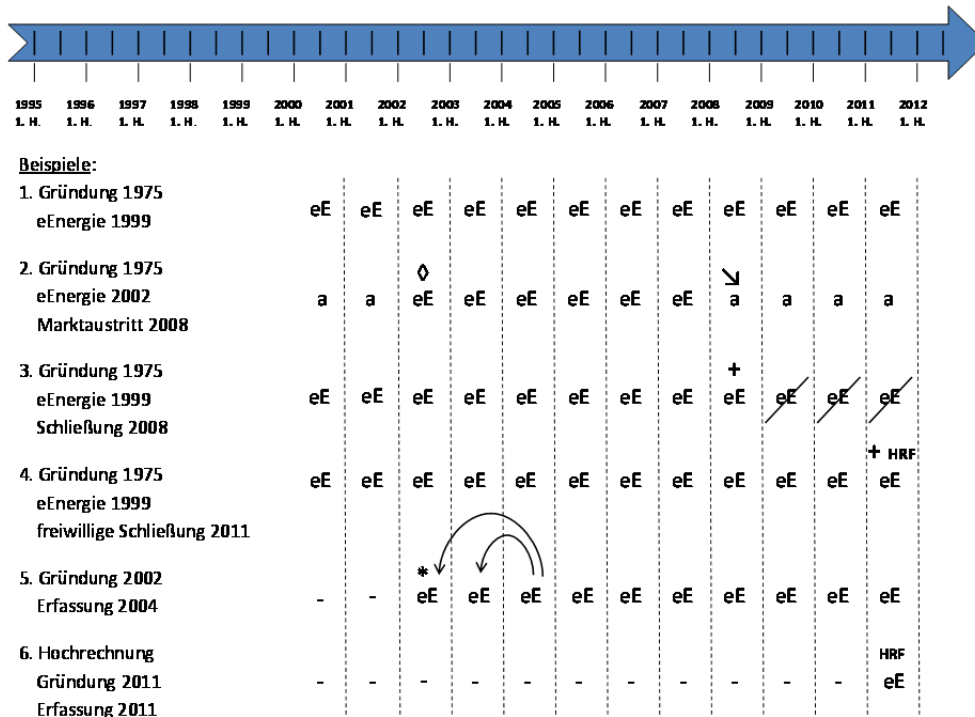 1995 1996 1997 1998 1999 2000 2001 2002 2003 2004 2005 2006 2007 2008 2009 2010 2011 2012
1. H. 1. H. 1. H. 1. H. 1. H. 1. H. 1. H. 1. H. 1. H. 1. H. 1. H. 1. H. 1. H. 1. H. 1. H. 1. H. 1. H. 1. H.
Beispiele:
1. Gründung 1975
eE eE eE eE eE eE eE eE eE eE eE eE
eEnergie 1999
2. Gründung 1975
◊ ↘
eEnergie 2002
a a eE eE eE eE eE eE a a a a
Marktaustritt 2008
3. Gründung 1975
+
eEnergie 1999
eE eE eE eE eE eE eE eE eE eE eE eE
Schließung 2008
+ HRF
4. Gründung 1975
eE eE eE eE eE eE eE eE eE eE eE eE
eEnergie 1999
freiwillige Schließung 2011
5. Gründung 2002
*
Erfassung 2004
- - eE eE eE eE eE eE eE eE eE eE
6. Hochrechnung
HRF
Gründung 2011
- - - - - - - - - - - eE
Erfassung 2011